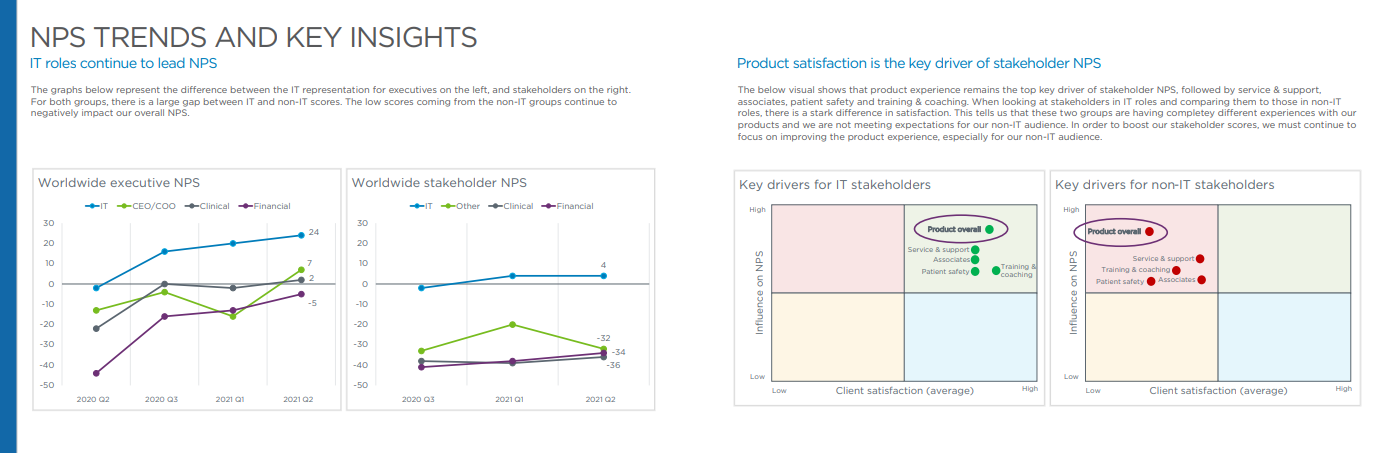 NPS TRENDS AND KEY INSIGHTS
IT roles continue to lead NPS
The graphs below represent the difference between the IT representation for executives on the left, and stakeholders on the right.
For both groups, there is a large gap between IT and non-IT scores. The low scores coming from the non-IT groups continue to
negatively impact our overall NPS.
Worldwide executive NPS
IT CEO/COO Clinical Financial
30
20
10
0
-10
-20
-30
-40
-50
24
7
2
-5
2020 Q2 2020 Q3 2021 Q1 2021 Q2
Worldwide stakeholder NPS
IT Other Clinical Financial
30
20
10
0
-10
-20
-30
-40
-50
4
-32
-34
-36
2020 Q3 2021 Q1 2021 Q2
Product satisfaction is the key driver of stakeholder NPS
The below visual shows that product experience remains the top key driver of stakeholder NPS, followed by service & support,
associates, patient safety and training & coaching. When looking at stakeholders in IT roles and comparing them to those in non-IT
roles, there is a stark difference in satisfaction. This tells us that these two groups are having completey different experiences with our
products and we are not meeting expectations for our non-IT audience. In order to boost our stakeholder scores, we must continue to
focus on improving the product experience, especially for our non-IT audience.
Key drivers for IT stakeholders
High
Influence on NPS
Low
Product overall
Service & support
Associates
Patient safety
Training &
coaching
Low Client satisfaction (average) High
Key drivers for non-IT stakeholders
High
Influence on NPS
Low
Product overall
Service & support
Training & coaching
Patient safety Associates
Low Client satisfaction (average) High